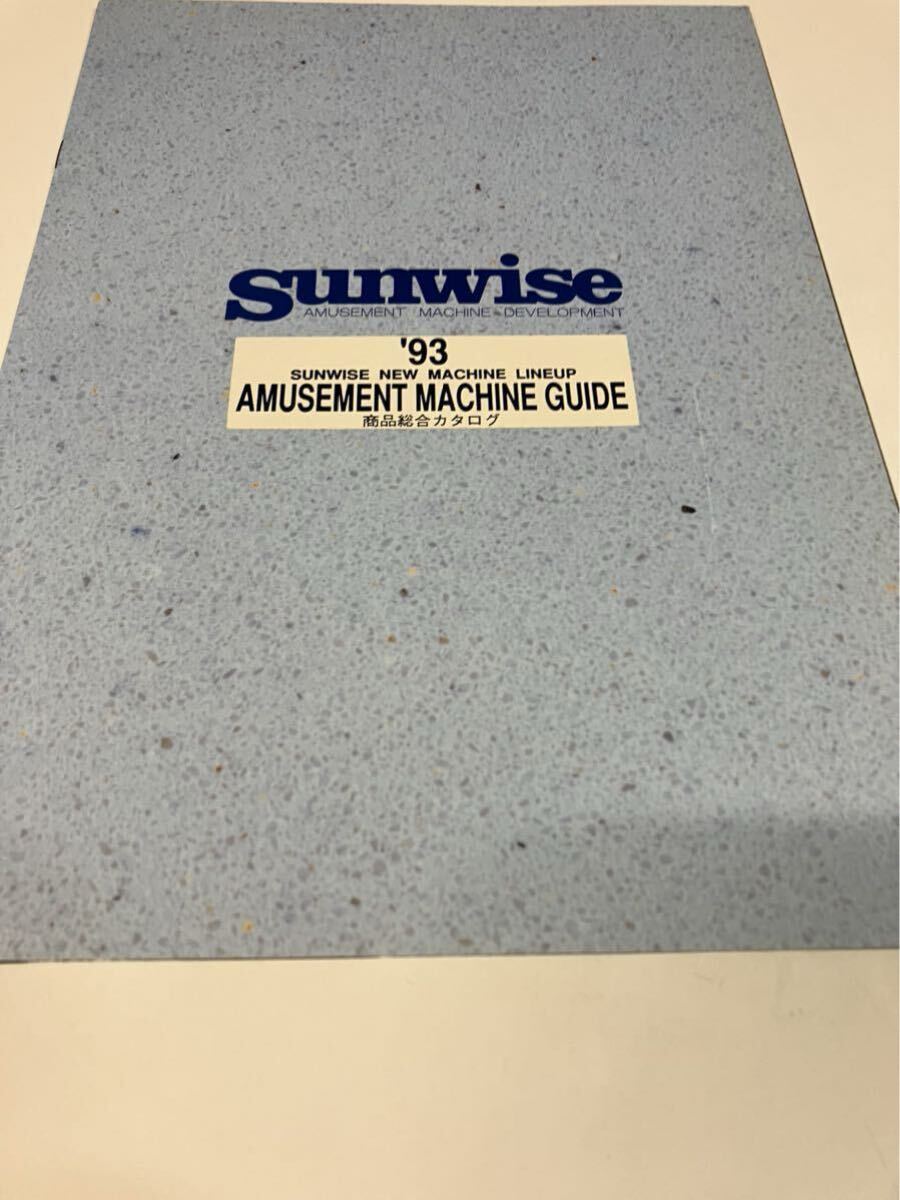 Sunwise
AMUSEMENT MACHINE DEVELOPMENT
'93
SUNWISE NEW MACHINE LINEUP
AMUSEMENT MACHINE GUIDE
商品総合カタログ